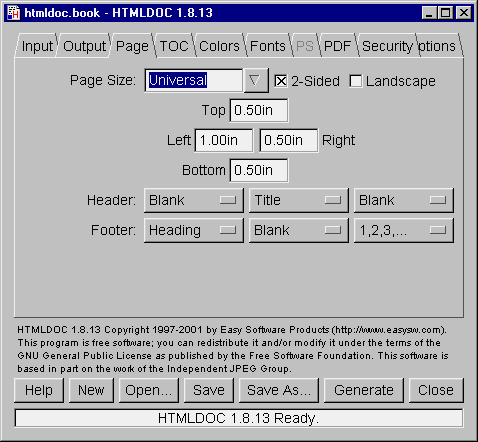 htmldoc.book - HTMLDOC 1.8.13
Input Output Page TOC Colors Fonts PS PDF Security ptions
Page Size: Universal 2-Sided Landscape
Top 0.50in
Left 1.00in 0.50in Right
Bottom 0.50in
Header: Blank Title Blank
Footer: Heading Blank 1,2,3,...
HTMLDOC 1.8.13 Copyright 1997-2001 by Easy Software Products (http://www.easysw.com).
This program is free software; you can redistribute it and/or modify it under the terms of the
GNU General Public License as published by the Free Software Foundation. This software is
based in part on the work of the Independent JPEG Group.
Help New Open... Save Save As... Generate Close
HTMLDOC 1.8.13 Ready.